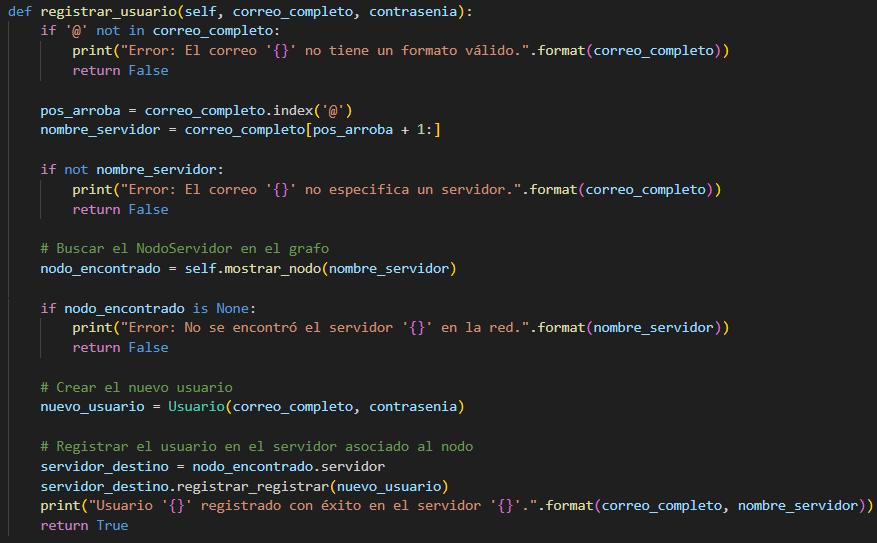 def registrar_usuario(self, correo_completo, contrasenia):
    if '@' not in correo_completo:
        print("Error: El correo '{}' no tiene un formato válido.".format(correo_completo))
        return False

    pos_arroba = correo_completo.index('@')
    nombre_servidor = correo_completo[pos_arroba + 1:]

    if not nombre_servidor:
        print("Error: El correo '{}' no especifica un servidor.".format(correo_completo))
        return False

    # Buscar el NodoServidor en el grafo
    nodo_encontrado = self.mostrar_nodo(nombre_servidor)

    if nodo_encontrado is None:
        print("Error: No se encontró el servidor '{}' en la red.".format(nombre_servidor))
        return False

    # Crear el nuevo usuario
    nuevo_usuario = Usuario(correo_completo, contrasenia)

    # Registrar el usuario en el servidor asociado al nodo
    servidor_destino = nodo_encontrado.servidor
    servidor_destino.registrar_registrar(nuevo_usuario)
    print("Usuario '{}' registrado con éxito en el servidor '{}'.".format(correo_completo, nombre_servidor))
    return True